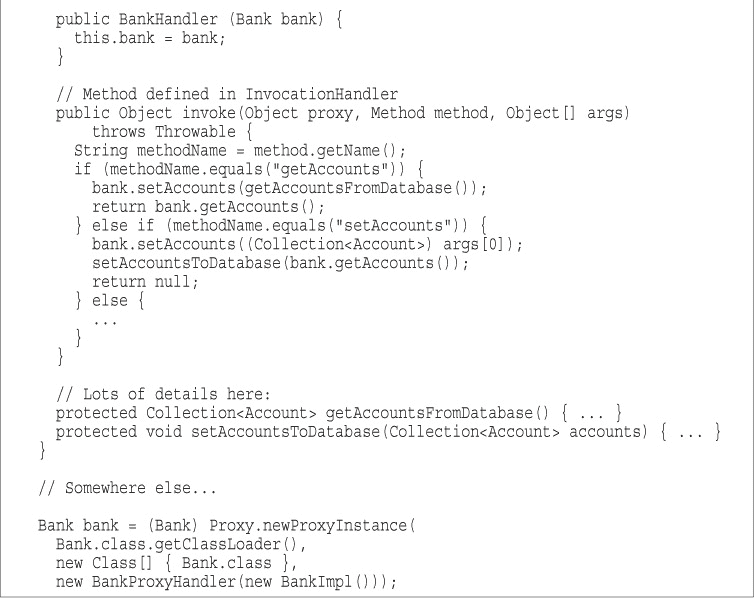 public BankHandler (Bank bank) {
this.bank = bank;
}
// Method defined in InvocationHandler
public Object invoke(Object proxy, Method method, Object[] args)
throws Throwable {
String methodName = method.getName();
if (methodName.equals("getAccounts")) {
bank.setAccounts(getAccountsFromDatabase());
return bank.getAccounts();
} else if (methodName.equals("setAccounts")) {
bank.setAccounts((Collection<Account>) args[0]);
setAccountsToDatabase(bank.getAccounts());
return null;
} else {
...
}
}
// Lots of details here:
protected Collection<Account> getAccountsFromDatabase() { ... }
protected void setAccountsToDatabase(Collection<Account> accounts) { ... }
}
// Somewhere else...
Bank bank = (Bank) Proxy.newProxyInstance(
Bank.class.getClassLoader(),
new Class[] { Bank.class },
new BankProxyHandler(new BankImpl()));